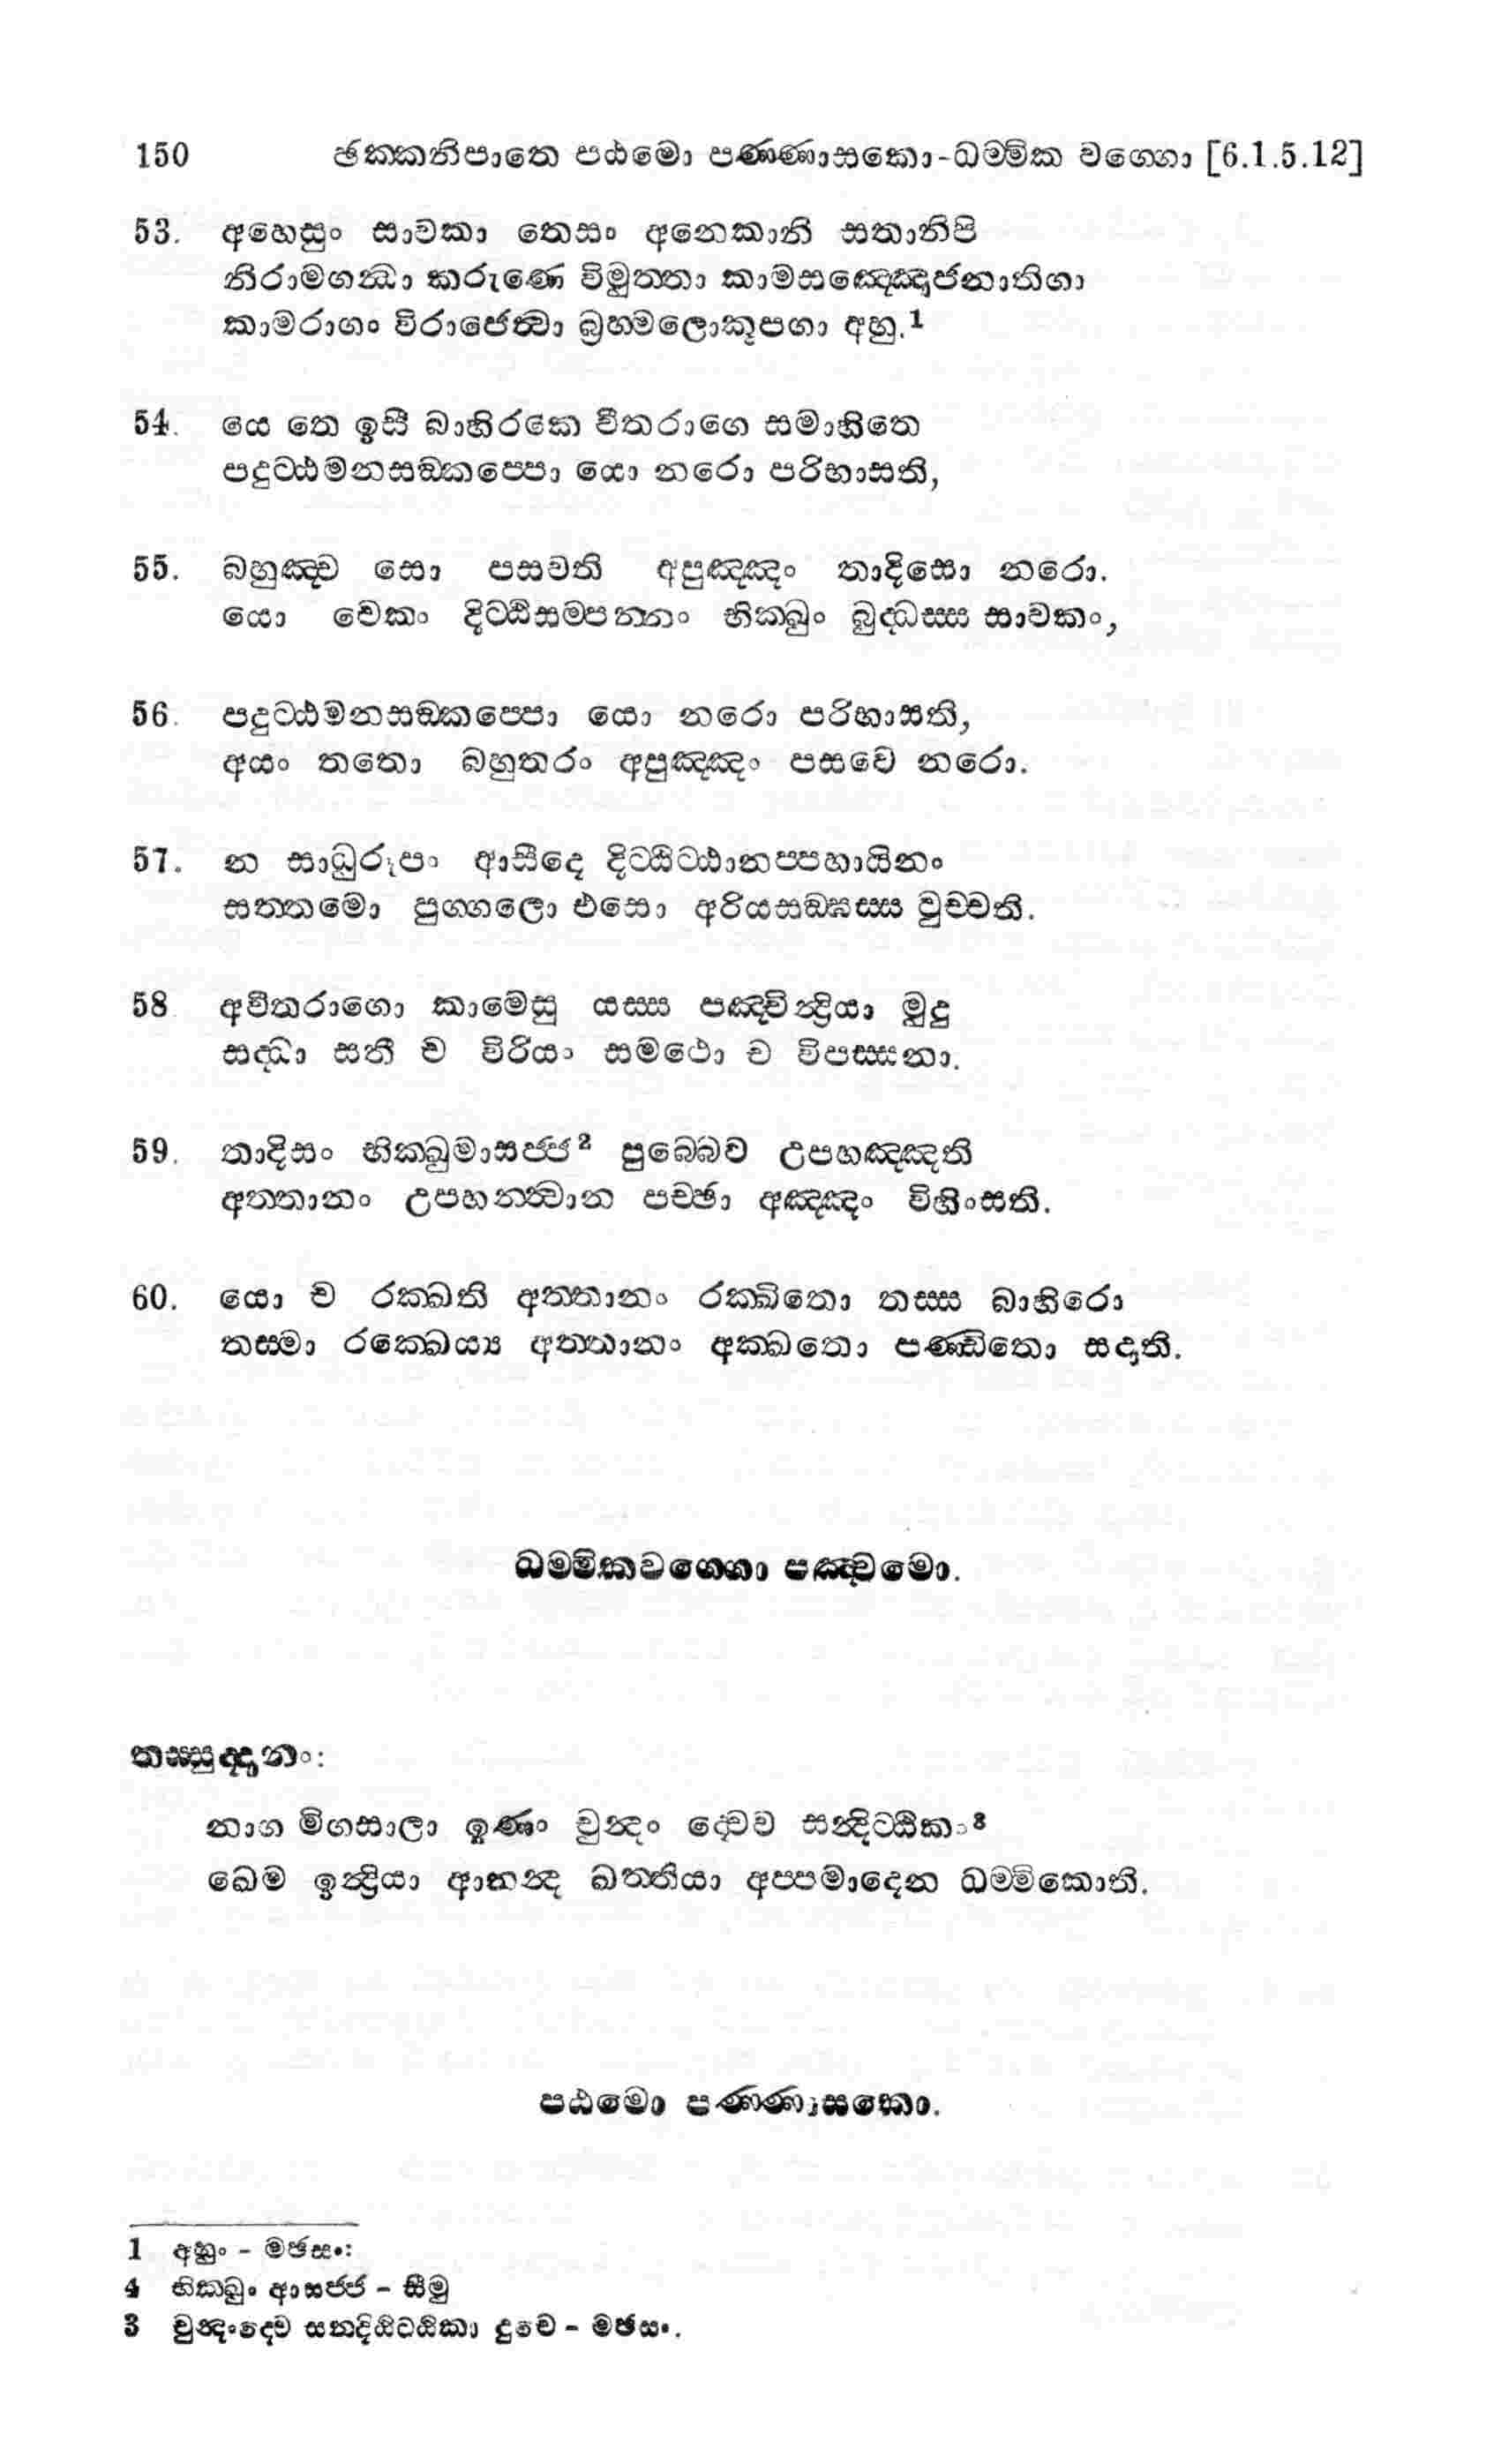 150 ඡක්කනිපාතෙ පඨමො පණ්ණාසකො-ධම්මික වග්ගො [6.1.5.12]
53. අහෙසුං සාවකා තෙසං අනෙකානි සතානිපි
නිරාමගන්ධා කරුණෙ විමුත්තා කාමසඤ්ඤොජනාතිගා
කාමරාගං විරාජෙත්වා බ්‍රහ්මලොකූපගා අහු.1
54. යෙ තෙ ඉසී බාහිරකෙ වීතරාගෙ සමාහිතෙ
පදුට්ඨමනසඞ්කප්පො යො නරො පරිභාසති,
55. බහුඤ්ච සො පසවති අපුඤ්ඤං තාදිසො නරො.
යො චෙකං දිට්ඨිසම්පන්නං භික්ඛුං බුද්ධස්ස සාවකං,
56. පදුට්ඨමනසඞ්කප්පො යො නරො පරිභාසති,
අයං තතො බහුතරං අපුඤ්ඤං පසවෙ නරො.
57. න සාධුරූපං ආසීදෙ දිට්ඨිට්ඨානප්පහායිනං
සත්තමො පුග්ගලො එසො අරියසඞ්ඝස්ස වුච්චති.
58 අවීතරාගො කාමෙසු යස්ස පඤ්චින්ද්‍රියා මුදු
සද්ධා සතී ච විරියං සමථො ච විපස්සනා.
59. තාදිසං භික්ඛුමාසජ්ජ2 පුබ්බෙව උපහඤ්ඤති
අත්තානං උපහන්ත්වාන පච්ඡා අඤ්ඤං විහිංසති.
60. යො ච රක්ඛති අත්තානං රක්ඛිතො තස්ස බාහිරො
තස්මා රක්ඛෙය්‍ය අත්තානං අක්ඛතො පණ්ඩිතො සදාති.
ධම්මිකවග්ගො පඤ්චමො.
තස්සුද්දානං:
නාග මිගසාලා ඉණං චුන්දං ද්වෙව සන්දිට්ඨිකා3
ඛෙම ඉන්ද්‍රියා ආනන්ද ඛත්තියා අප්පමාදෙන ධම්මිකොති.
පඨමො පණ්ණාසකො.
1 අහුං - මඡසං:
4 භික්ඛුං ආසජ්ජ - සීමු
3 චුන්දංදෙව සන්දිඨිට්ඨිකා දුවෙ - මඡසං.